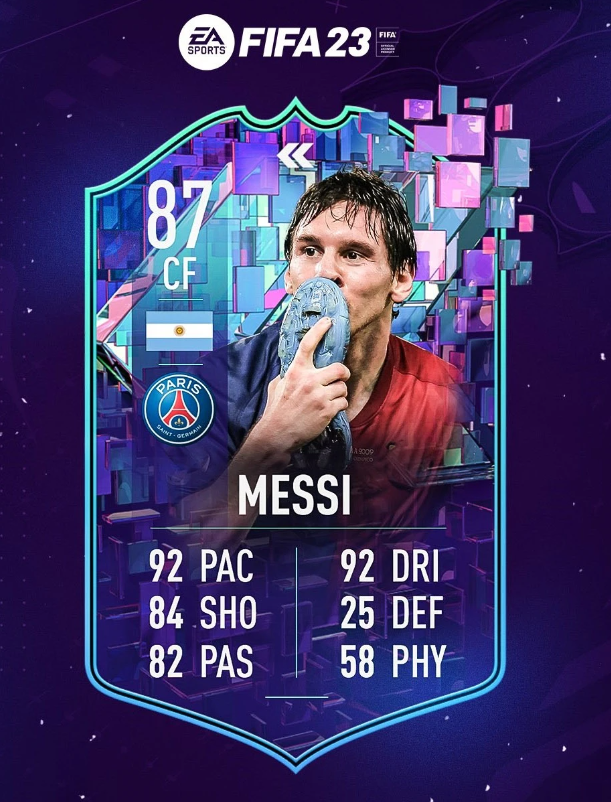 EA
SPORTS
FIFA 23
FIFA
87
CF
PARIS
SAINT-GERMAIN
MESSI
92 PAC
84 SHO
82 PAS
92 DRI
25 DEF
58 PHY